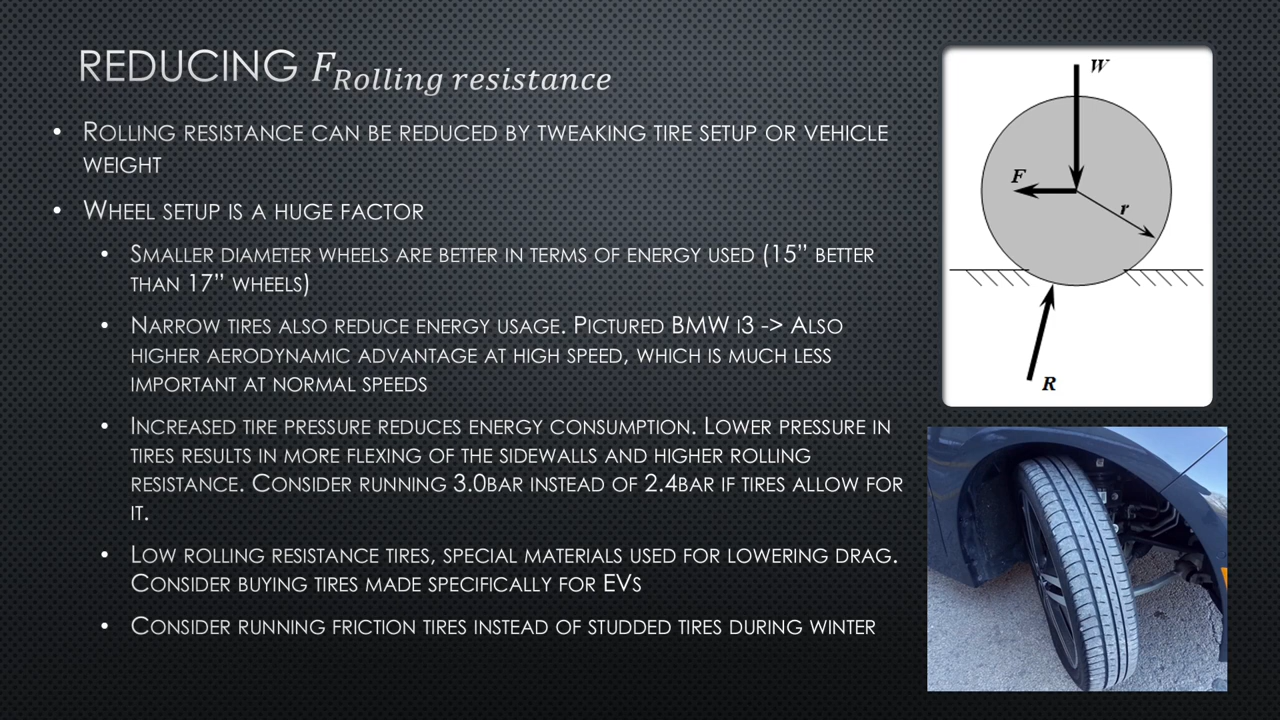 REDUCING F Rolling resistance
• ROLLING RESISTANCE CAN BE REDUCED BY TWEAKING TIRE SETUP OR VEHICLE
WEIGHT
• WHEEL SETUP IS A HUGE FACTOR
• SMALLER DIAMETER WHEELS ARE BETTER IN TERMS OF ENERGY USED (15” BETTER
THAN 17” WHEELS)
• NARROW TIRES ALSO REDUCE ENERGY USAGE. PICTURED BMW I3 -> ALSO
HIGHER AERODYNAMIC ADVANTAGE AT HIGH SPEED, WHICH IS MUCH LESS
IMPORTANT AT NORMAL SPEEDS
• INCREASED TIRE PRESSURE REDUCES ENERGY CONSUMPTION. LOWER PRESSURE IN
TIRES RESULTS IN MORE FLEXING OF THE SIDEWALLS AND HIGHER ROLLING
RESISTANCE. CONSIDER RUNNING 3.0BAR INSTEAD OF 2.4BAR IF TIRES ALLOW FOR
IT.
• LOW ROLLING RESISTANCE TIRES, SPECIAL MATERIALS USED FOR LOWERING DRAG.
CONSIDER BUYING TIRES MADE SPECIFICALLY FOR EVS
• CONSIDER RUNNING FRICTION TIRES INSTEAD OF STUDDED TIRES DURING WINTER
W
F
r
R